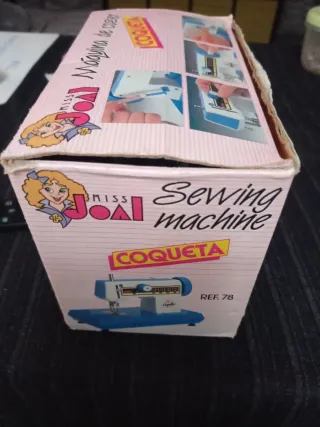 MISS
JOAL
Máquina de coser
COQUETA
MISS
JOAL
Sewing
machine
COQUETA
REF. 78